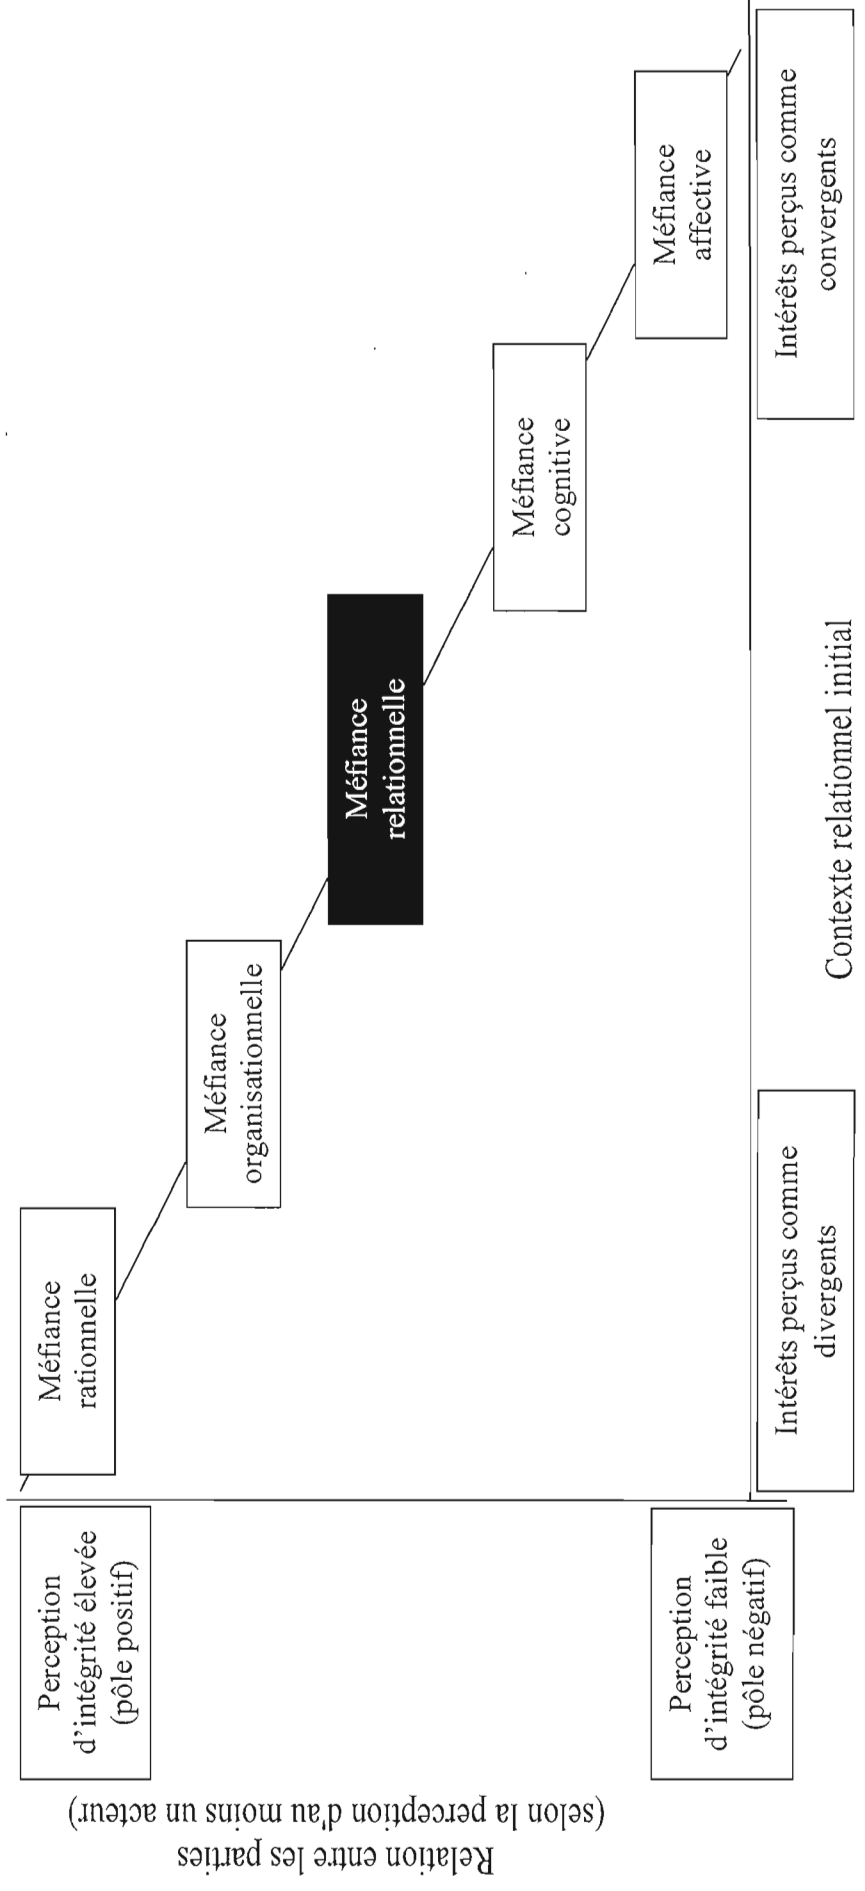 Relation entre les parties
(selon la perception d'au moins un acteur)
Perception
d'intégrité élevée
(pôle positif)
Perception
d'intégrité faible
(pôle négatif)
Méfiance
rationnelle
Méfiance
organisationnelle
Méfiance
relationnelle
Méfiance
cognitive
Méfiance
affective
Intérêts perçus comme
divergents
Intérêts perçus comme
convergents
Contexte relationnel initial